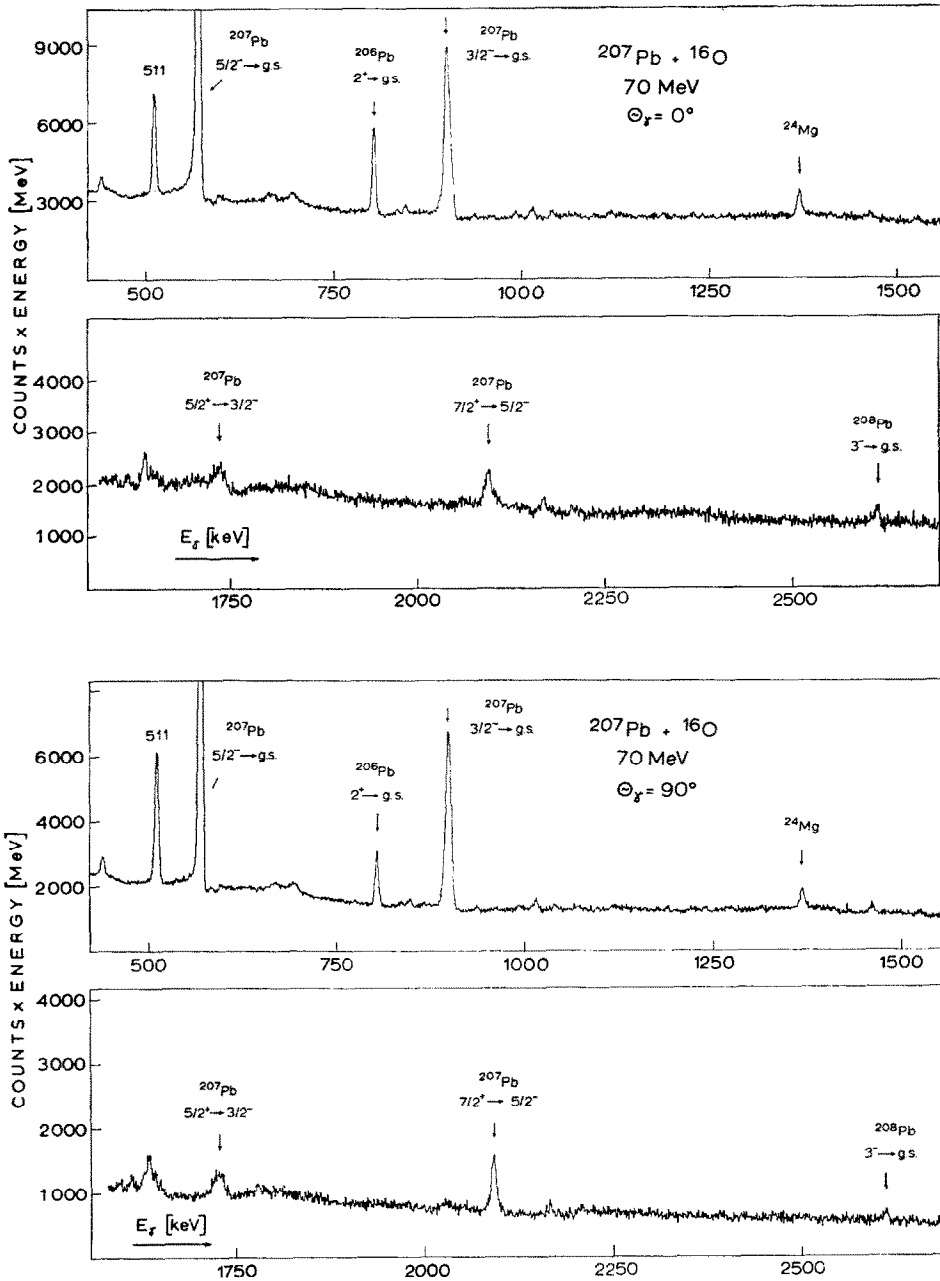 COUNTS x ENERGY [MeV]
9000
6000
3000
511
²⁰⁷Pb
5/2⁻→g.s.
²⁰⁶Pb
2⁺→g.s.
²⁰⁷Pb
3/2⁻→g.s.
²⁰⁷Pb + ¹⁶O
70 MeV
Θᵧ = 0°
²⁴Mg
500 750 1000 1250 1500
4000
3000
2000
1000
²⁰⁷Pb
5/2⁺→3/2⁻
²⁰⁷Pb
7/2⁺→5/2⁻
²⁰⁸Pb
3⁻→g.s.
Eᵧ [keV]
1750 2000 2250 2500
COUNTS x ENERGY [MeV]
6000
4000
2000
511
²⁰⁷Pb
5/2⁻→g.s.
²⁰⁶Pb
2⁺→g.s.
²⁰⁷Pb
3/2⁻→g.s.
²⁰⁷Pb + ¹⁶O
70 MeV
Θᵧ = 90°
²⁴Mg
500 750 1000 1250 1500
4000
3000
2000
1000
²⁰⁷Pb
5/2⁺→3/2⁻
²⁰⁷Pb
7/2⁺→5/2⁻
²⁰⁸Pb
3⁻→g.s.
Eᵧ [keV]
1750 2000 2250 2500